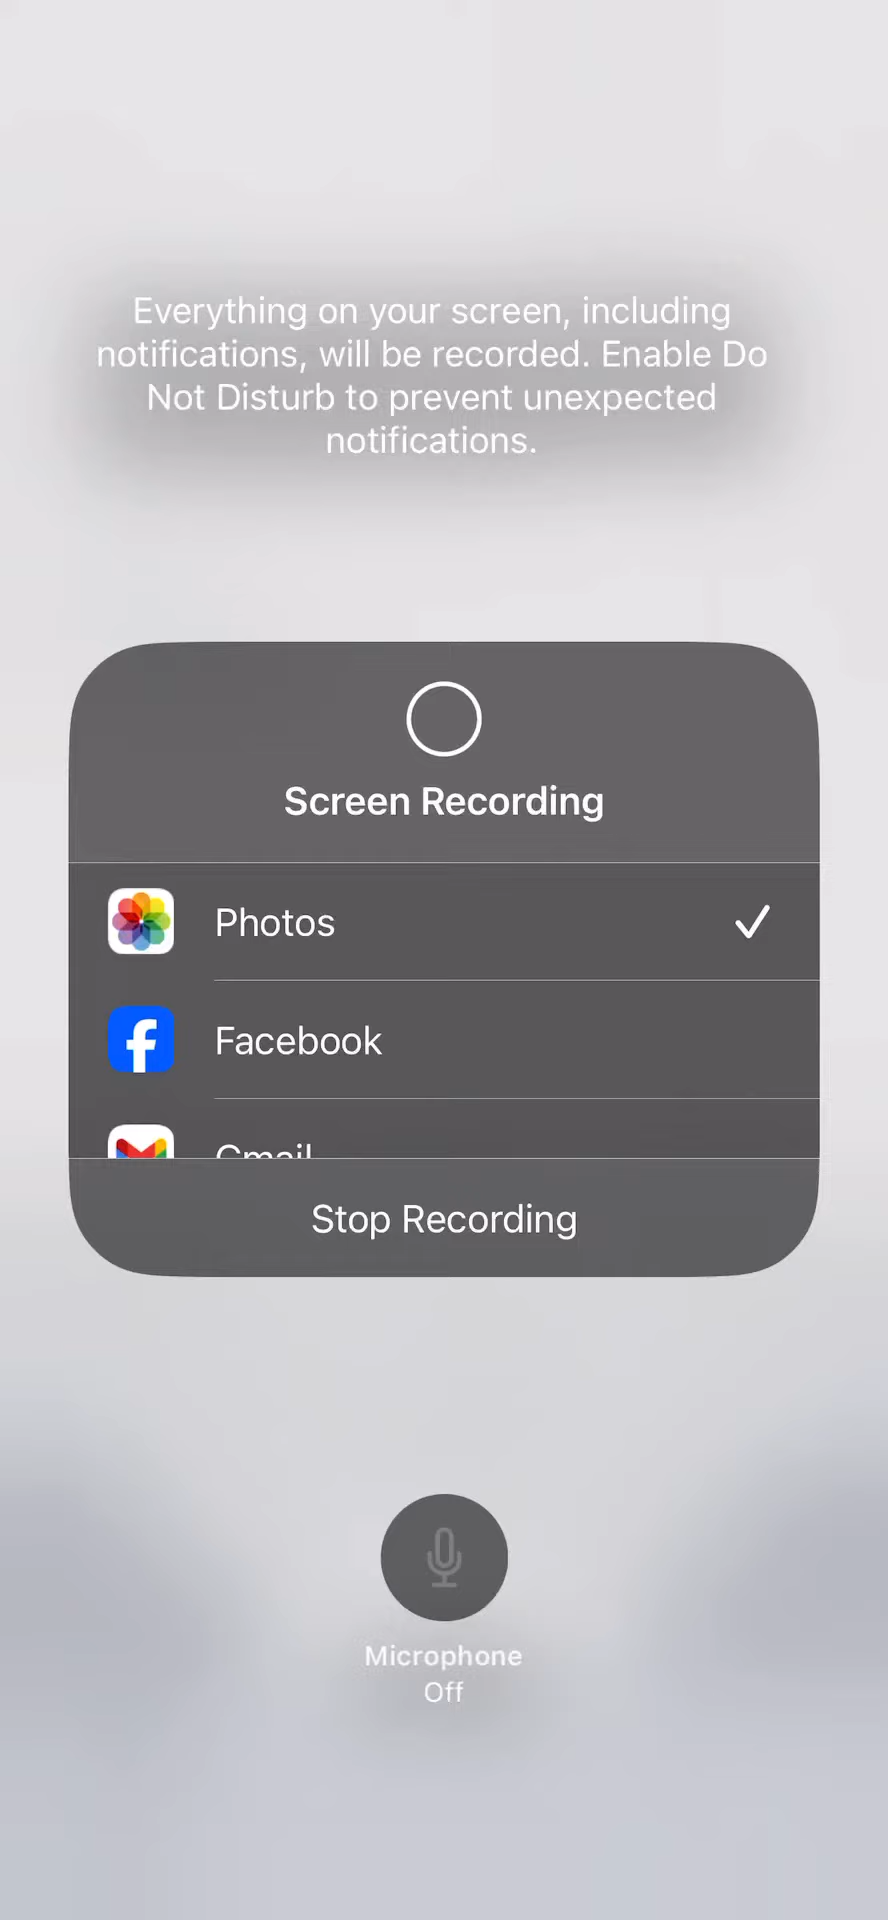 Everything on your screen, including
notifications, will be recorded. Enable Do
Not Disturb to prevent unexpected
notifications.
Screen Recording
Photos
Facebook
Gmail
Stop Recording
Microphone
Off